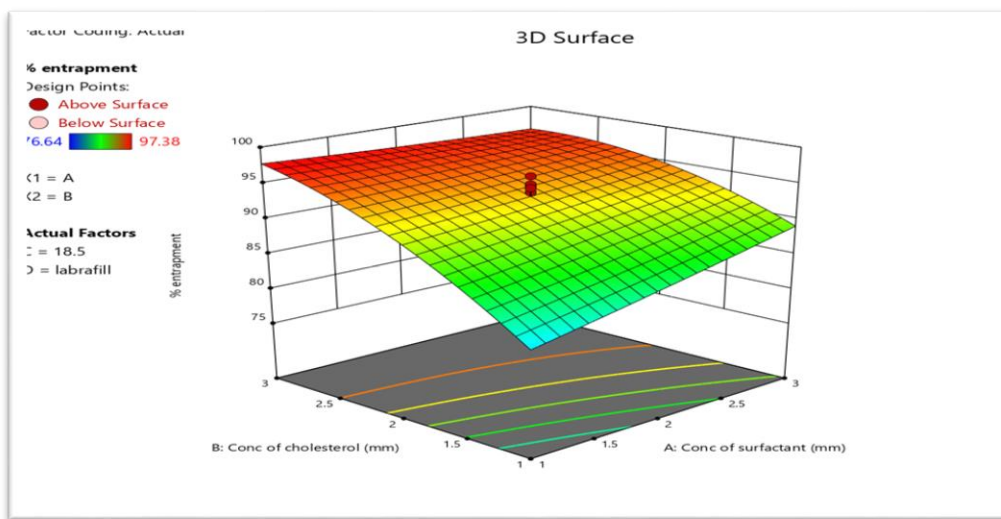 Factor Coding: Actual
3D Surface
% entrapment
Design Points:
Above Surface
Below Surface
76.64 97.38
X1 = A
X2 = B
Actual Factors
C = 18.5
D = labrafill
% entrapment
100
95
90
85
80
75
3
2.5
2
1.5
1
1
1.5
2
2.5
3
B: Conc of cholesterol (mm)
A: Conc of surfactant (mm)